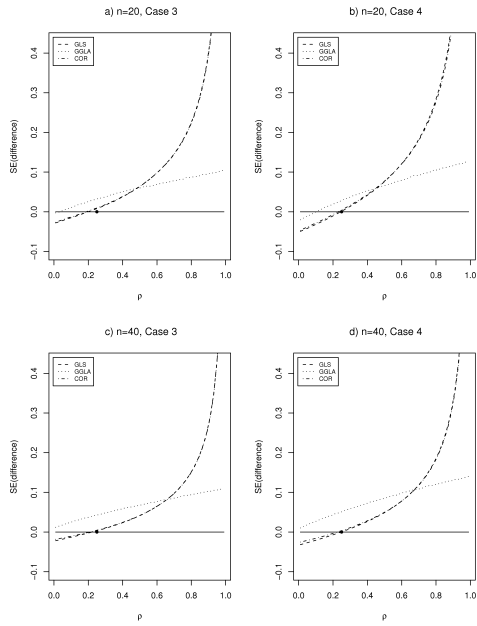 a) n=20, Case 3
b) n=20, Case 4
GLS
GGLA
COR
GLS
GGLA
COR
SE(difference)
−0.1 0.0 0.1 0.2 0.3 0.4
SE(difference)
−0.1 0.0 0.1 0.2 0.3 0.4
0.0 0.2 0.4 0.6 0.8 1.0
0.0 0.2 0.4 0.6 0.8 1.0
ρ
ρ
c) n=40, Case 3
d) n=40, Case 4
GLS
GGLA
COR
GLS
GGLA
COR
SE(difference)
−0.1 0.0 0.1 0.2 0.3 0.4
SE(difference)
−0.1 0.0 0.1 0.2 0.3 0.4
0.0 0.2 0.4 0.6 0.8 1.0
0.0 0.2 0.4 0.6 0.8 1.0
ρ
ρ